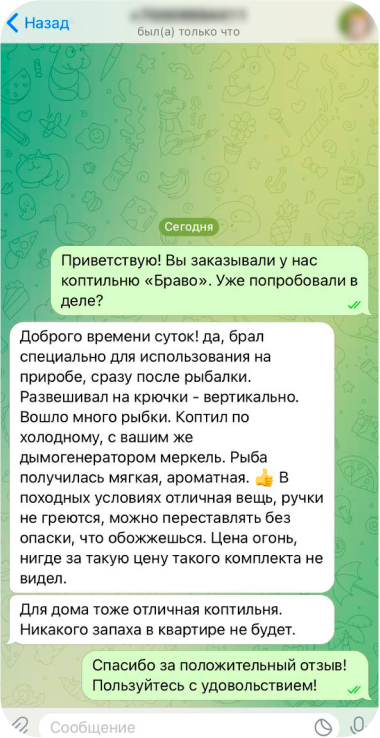 Назад
был(а) только что
Сегодня
Приветствую! Вы заказывали у нас
коптильню «Браво». Уже попробовали в
деле?
Доброго времени суток! да, брал
специально для использования на
приробе, сразу после рыбалки.
Развешивал на крючки - вертикально.
Вошло много рыбки. Коптил по
холодному, с вашим же
дымогенератором меркель. Рыба
получилась мягкая, ароматная. 👍 В
походных условиях отличная вещь, ручки
не греются, можно переставлять без
опаски, что обожжешься. Цена огонь,
нигде за такую цену такого комплекта не
видел.
Для дома тоже отличная коптильня.
Никакого запаха в квартире не будет.
Спасибо за положительный отзыв!
Пользуйтесь с удовольствием!
Сообщение